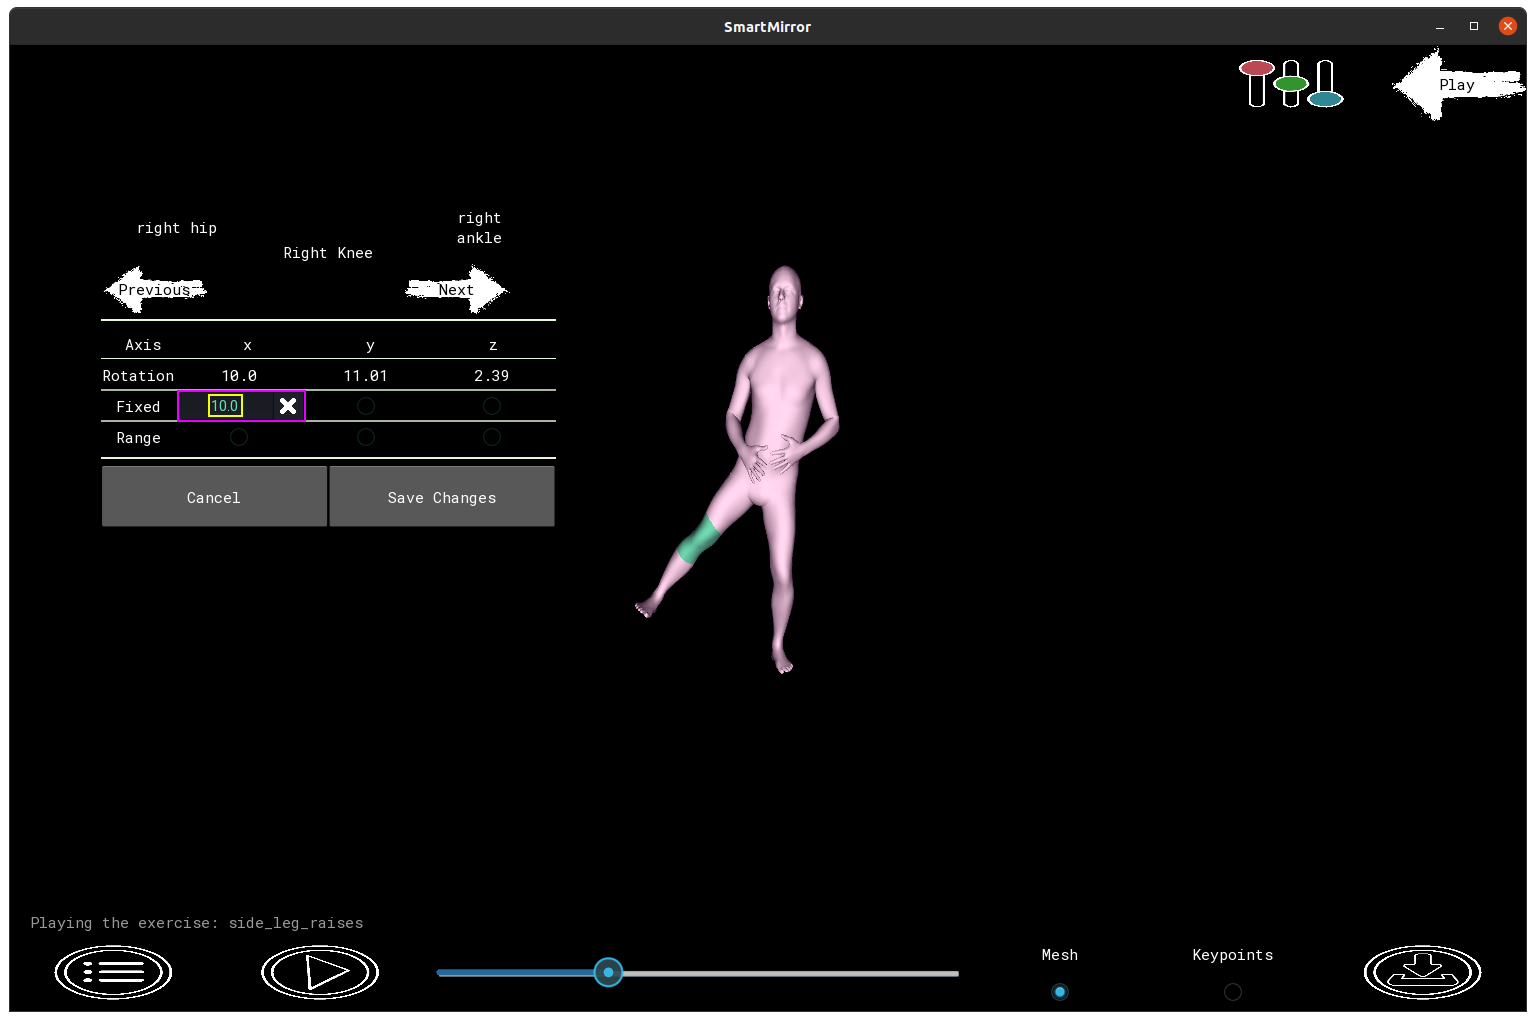 SmartMirror
Play
right hip
right
ankle
Right Knee
Previous
Next
Axis x y z
Rotation 10.0 11.01 2.39
Fixed 10.0
Range
Cancel Save Changes
Playing the exercise: side_leg_raises
Mesh Keypoints